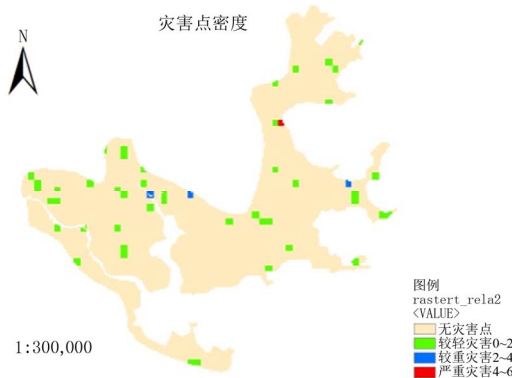 灾害点密度
N
1:300,000
图例
rastert_rela2
<VALUE>
无灾害点
较轻灾害0~2
较重灾害2~4
严重灾害4~6